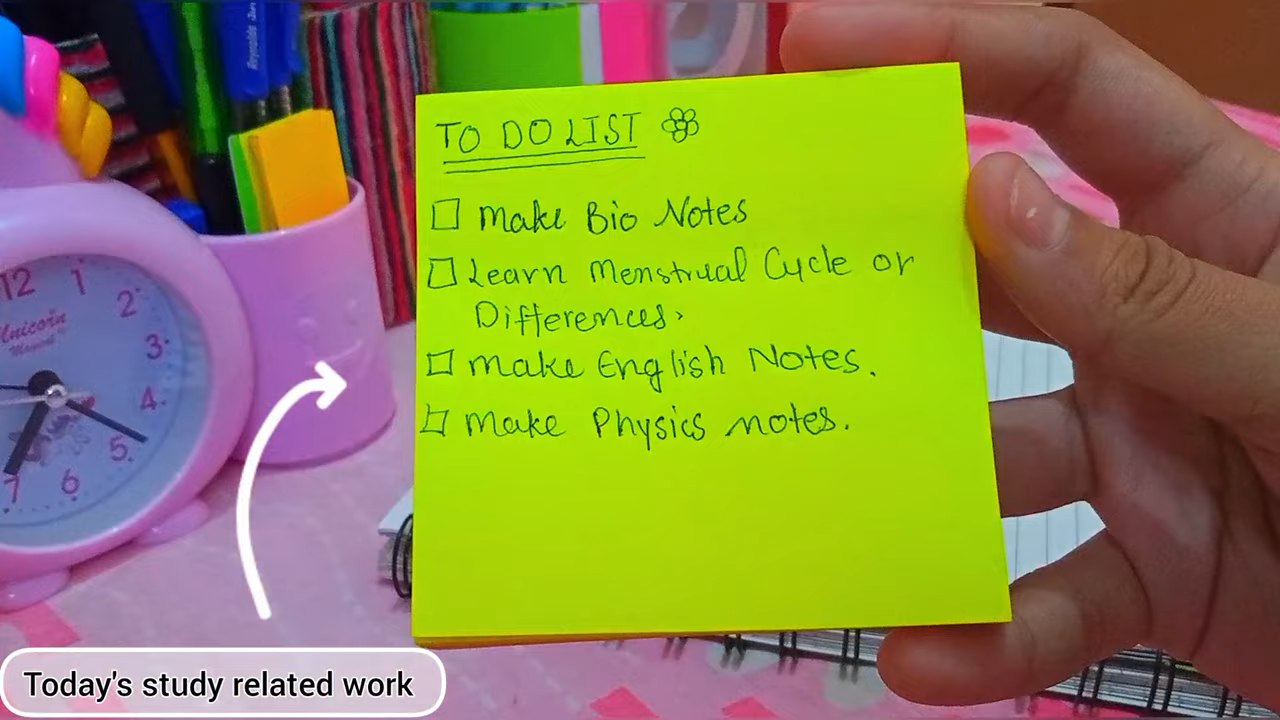 TO DO LIST
Make Bio Notes
Learn Menstrual Cycle or
Differences.
Make English Notes.
Make Physics notes.
12
1
2
3
4
5
6
7
Unicorn
Today's study related work